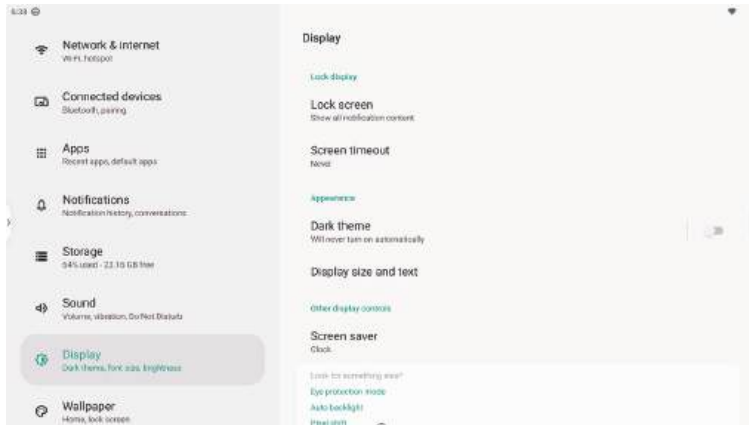 6:33
Network & internet
Wi-Fi, hotspot
Connected devices
Bluetooth, pairing
Apps
Recent apps, default apps
Notifications
Notification history, conversations
Storage
64% used - 23.16 GB free
Sound
Volume, vibration, Do Not Disturb
Display
Dark theme, font size, brightness
Wallpaper
Home, lock screen
Display
Lock display
Lock screen
Show all notification content
Screen timeout
Never
Appearance
Dark theme
Will never turn on automatically
Display size and text
Other display controls
Screen saver
Clock
Look for something else?
Eye protection mode
Auto backlight
Pixel shift